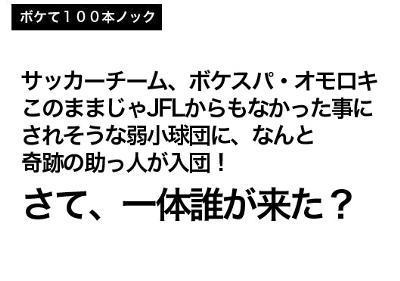 ボケて１００本ノック
サッカーチーム、ボケスパ・オモロキ
このままじゃJFLからもなかった事に
されそうな弱小球団に、なんと
奇跡の助っ人が入団！
さて、一体誰が来た？